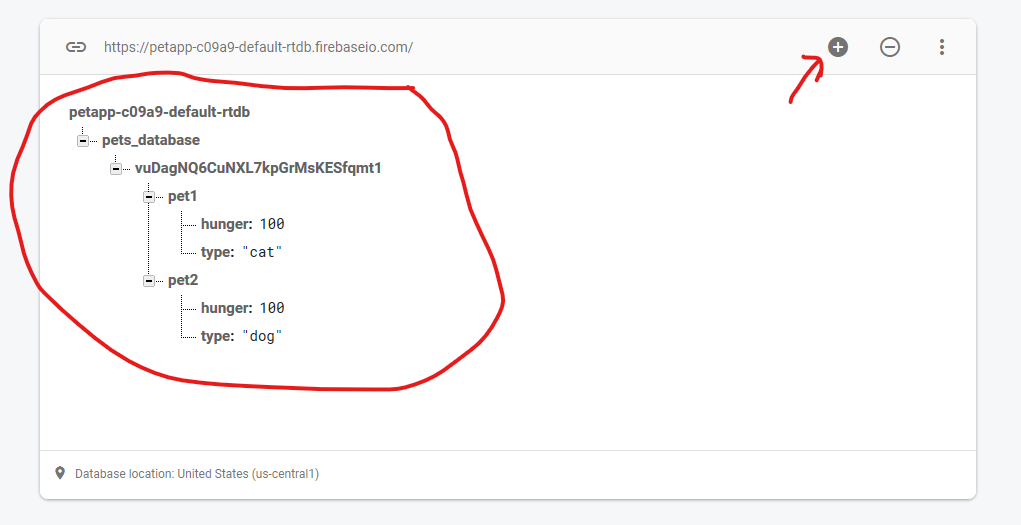 https://petapp-c09a9-default-rtdb.firebaseio.com/
petapp-c09a9-default-rtdb
pets_database
vuDagNQ6CuNXL7kpGrMsKESfqmt1
pet1
hunger: 100
type: "cat"
pet2
hunger: 100
type: "dog"
Database location: United States (us-central1)